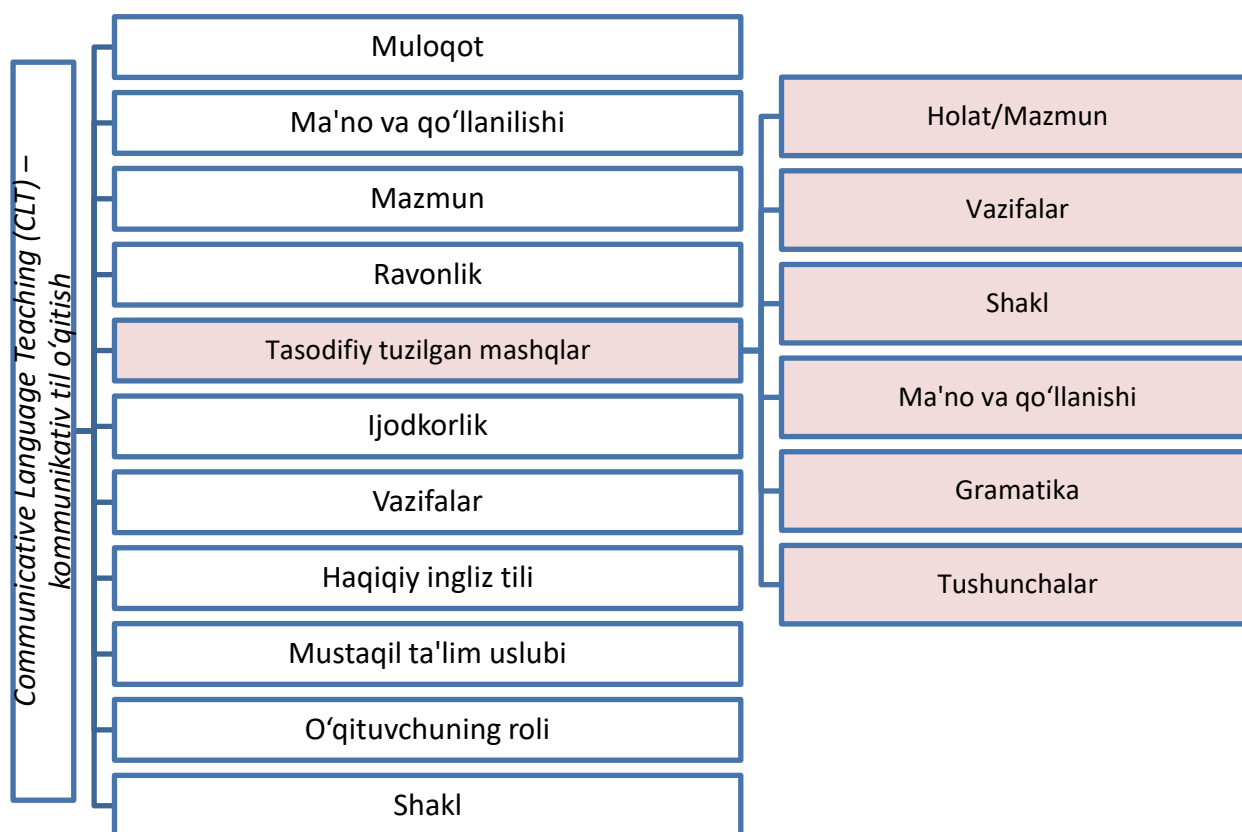 Communicative Language Teaching (CLT) –
kommunikativ til o‘qitish
Muloqot
Ma'no va qo‘llanilishi
Mazmun
Ravonlik
Tasodifiy tuzilgan mashqlar
Ijodkorlik
Vazifalar
Haqiqiy ingliz tili
Mustaqil ta'lim uslubi
O‘qituvchuning roli
Shakl
Holat/Mazmun
Vazifalar
Shakl
Ma'no va qo‘llanishi
Gramatika
Tushunchalar